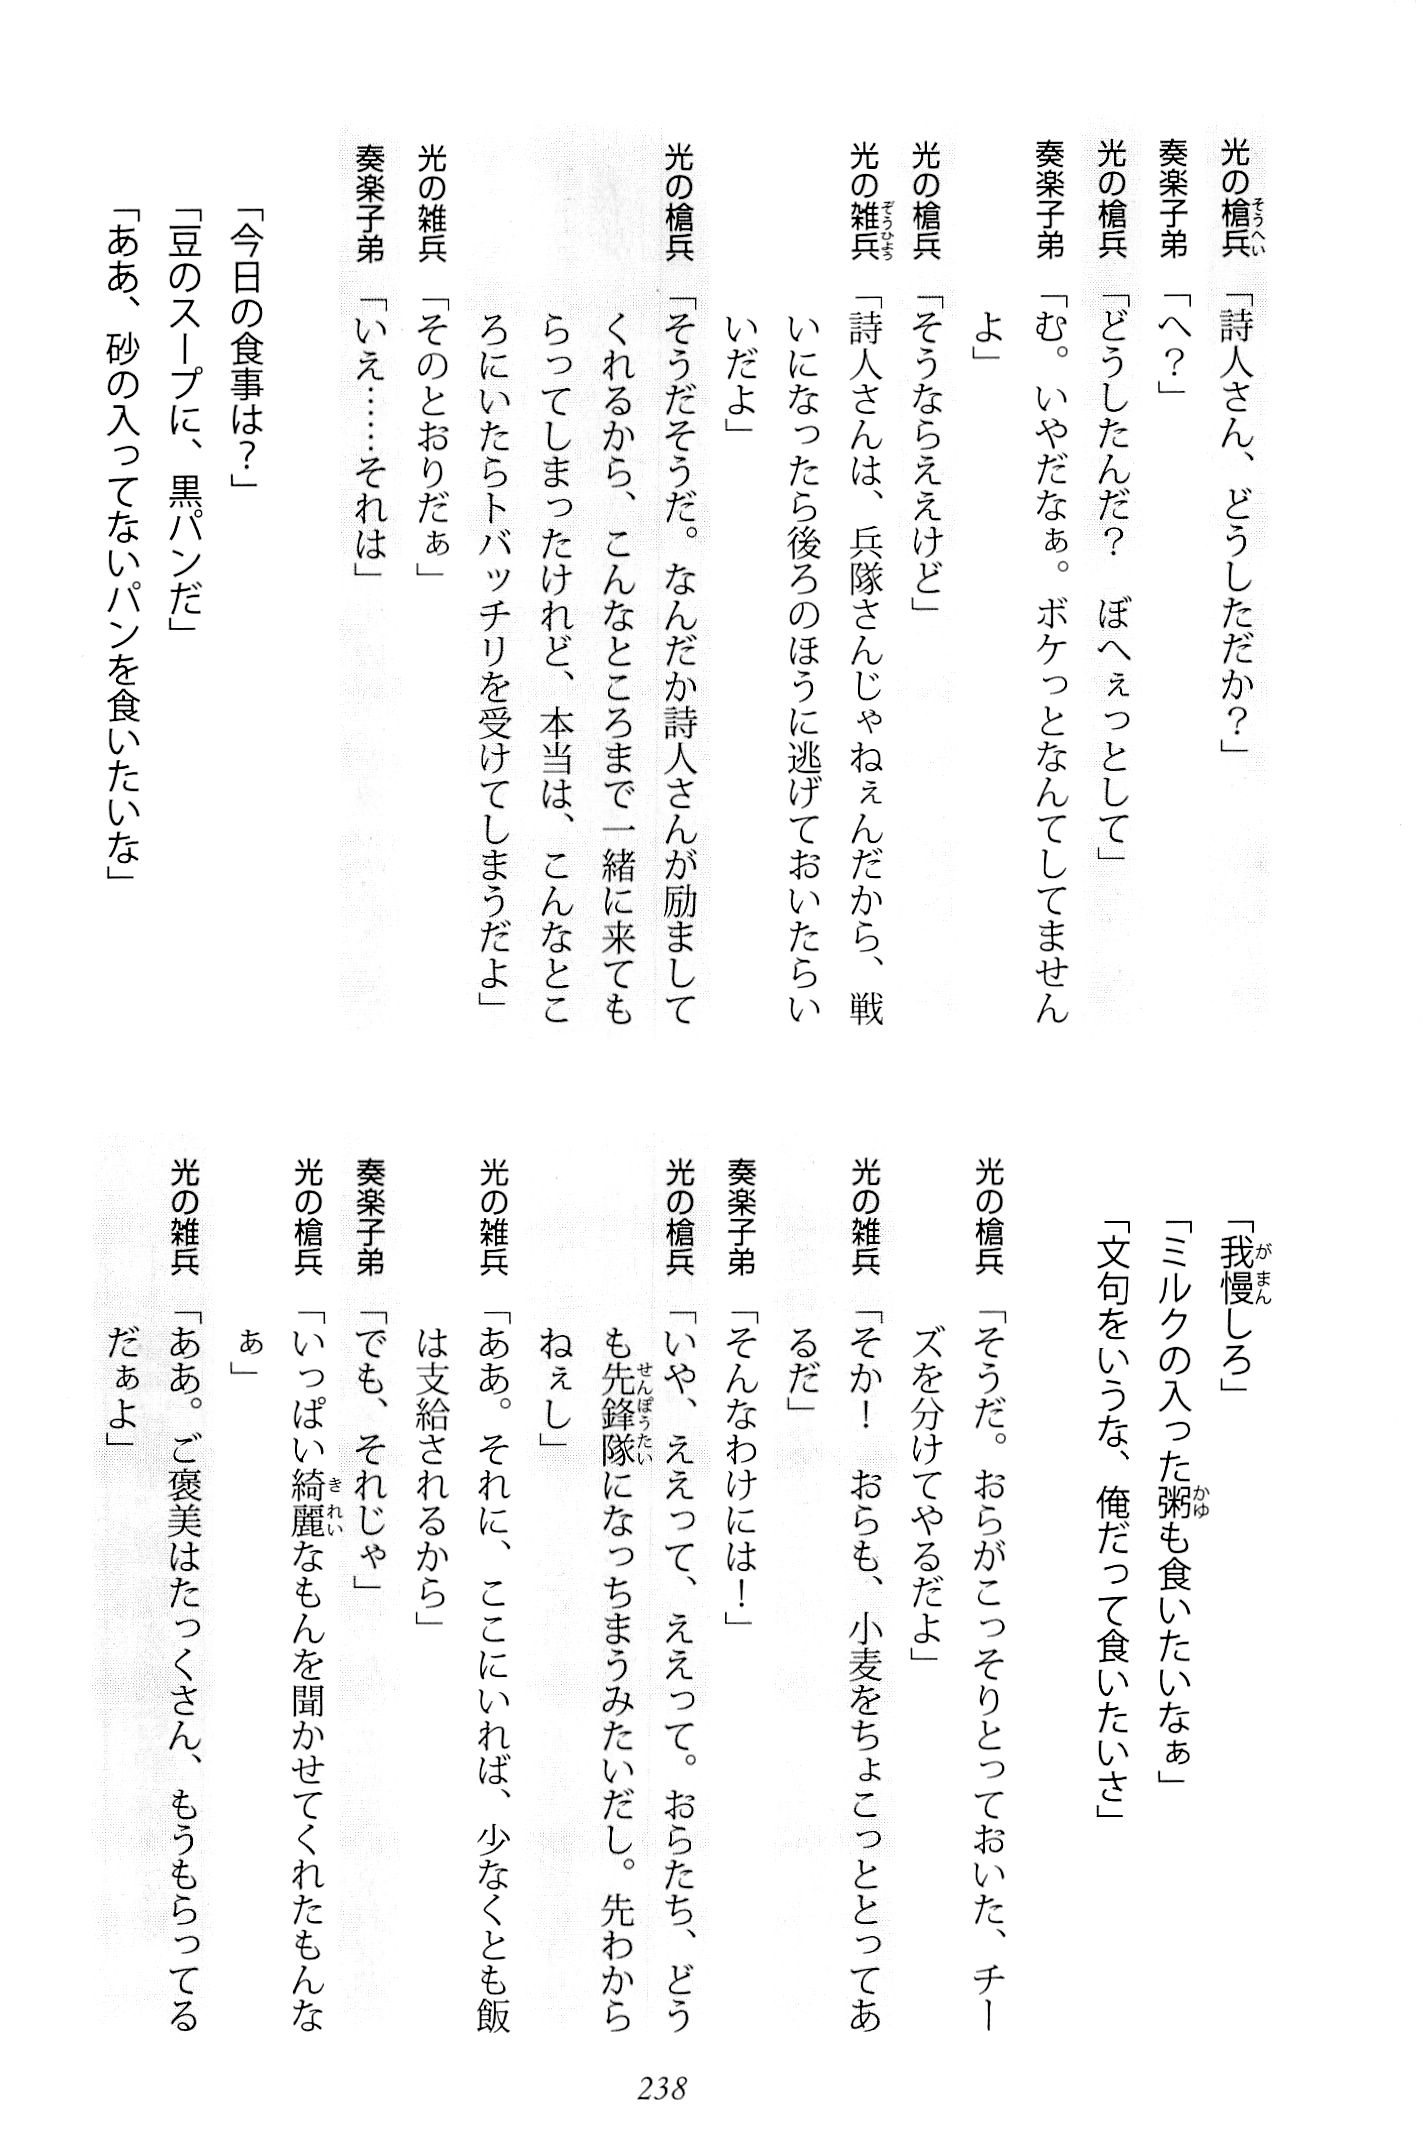 光の槍兵「詩人さん、どうしただか？」
奏楽子弟「へ？」
光の槍兵「どうしたんだ？　ぼへぇっとして」
奏楽子弟「む。いやだなぁ。ボケっとなんてしてません
よ」
光の槍兵「そうならええけど」
光の雑兵「詩人さんは、兵隊さんじゃねぇんだから、戦
いになったら後ろのほうに逃げておいたらい
いだよ」
光の槍兵「そうだそうだ。なんだか詩人さんが励まして
くれるから、こんなところまで一緒に来ても
らってしまったけれど、本当は、こんなとこ
ろにいたらトバッチリを受けてしまうだよ」
光の雑兵「そのとおりだぁ」
奏楽子弟「いえ……それは」
「今日の食事は？」
「豆のスープに、黒パンだ」
「ああ、砂の入ってないパンを食いたいな」
「我慢しろ」
「ミルクの入った粥も食いたいなぁ」
「文句をいうな、俺だって食いたいさ」
光の槍兵「そうだ。おらがこっそりとっておいた、チー
ズを分けてやるだよ」
光の雑兵「そか！　おらも、小麦をちょこっととってあ
るだ」
奏楽子弟「そんなわけには！」
光の槍兵「いや、ええって、ええって。おらたち、どう
も先鋒隊になっちまうみたいだし。先わから
ねぇし」
光の雑兵「ああ。それに、ここにいれば、少なくとも飯
は支給されるから」
奏楽子弟「でも、それじゃ」
光の槍兵「いっぱい綺麗なもんを聞かせてくれたもんな
ぁ」
光の雑兵「ああ。ご褒美はたっくさん、もうもらってる
だぁよ」
238